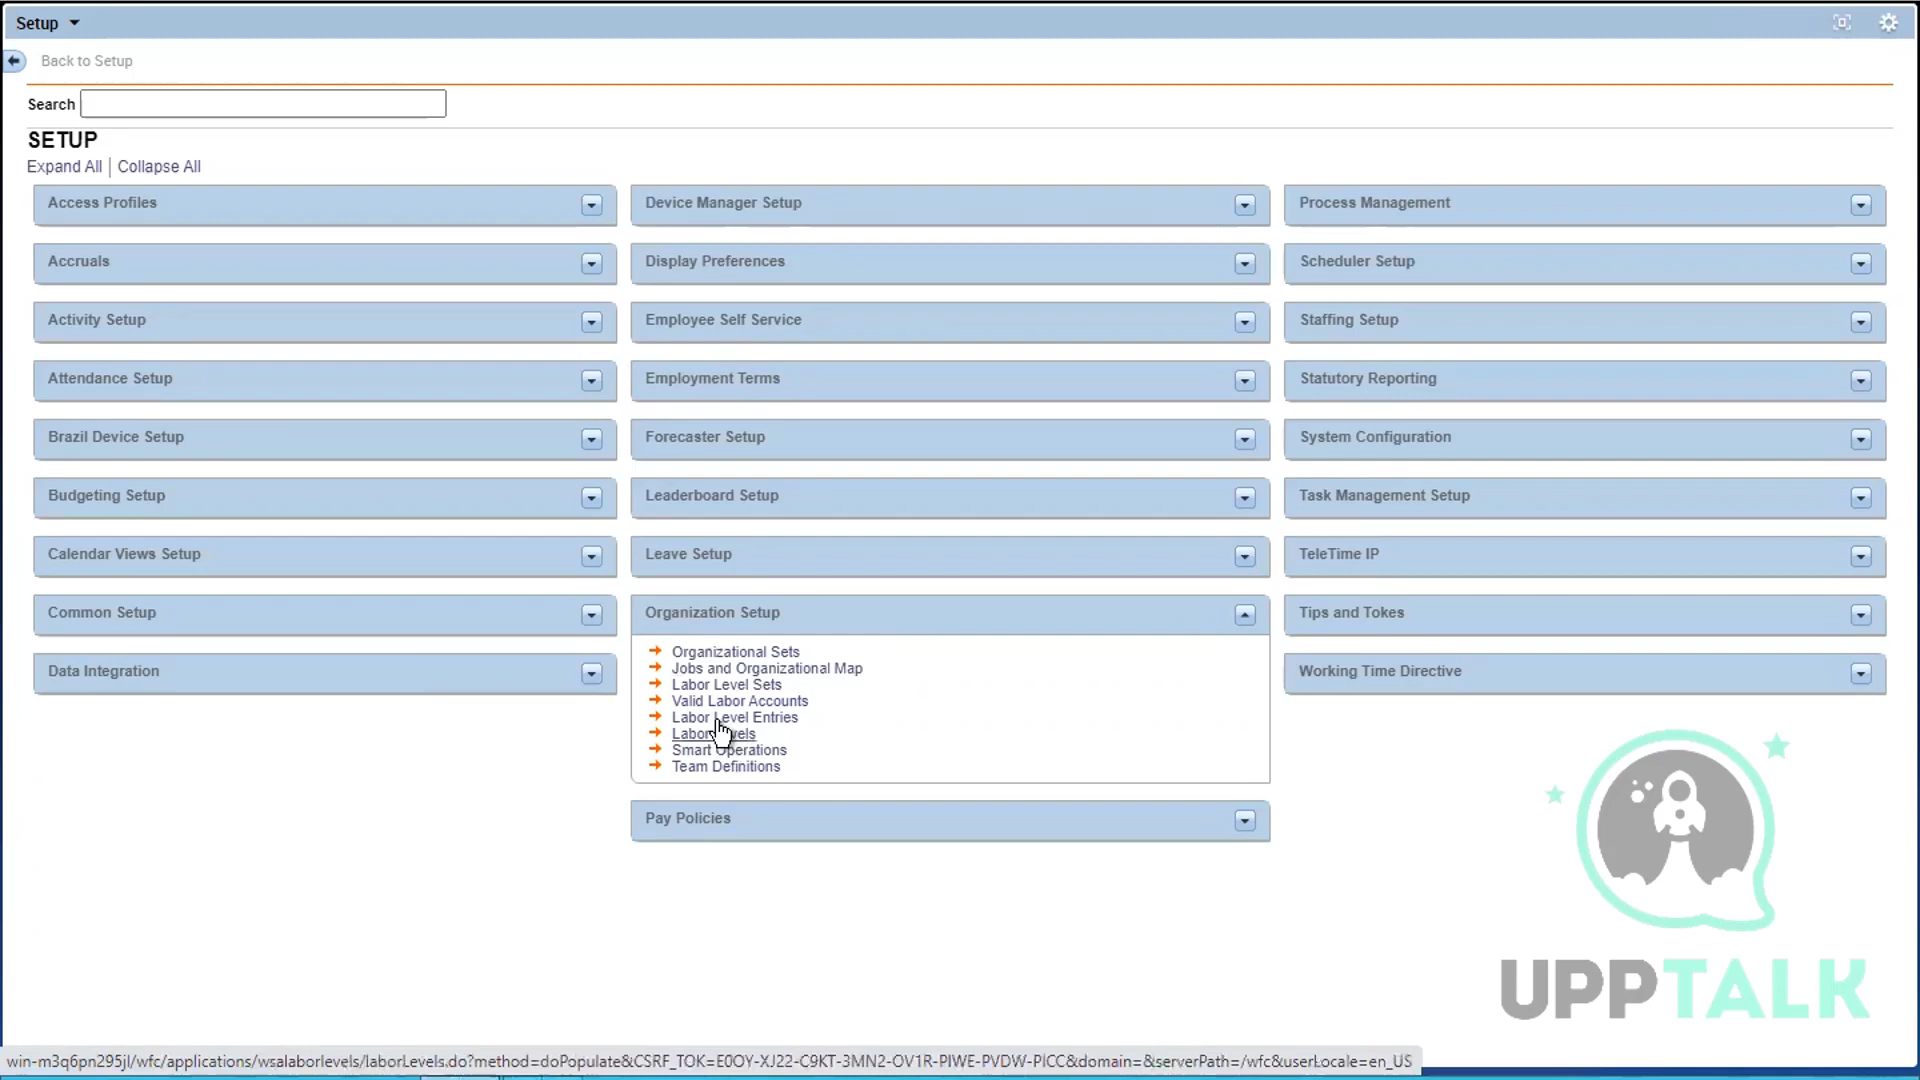 Setup
Back to Setup
Search
SETUP
Expand All | Collapse All
Access Profiles
Accruals
Activity Setup
Attendance Setup
Brazil Device Setup
Budgeting Setup
Calendar Views Setup
Common Setup
Data Integration
Device Manager Setup
Display Preferences
Employee Self Service
Employment Terms
Forecaster Setup
Leaderboard Setup
Leave Setup
Organization Setup
Organizational Sets
Jobs and Organizational Map
Labor Level Sets
Valid Labor Accounts
Labor Level Entries
Labor Levels
Smart Operations
Team Definitions
Pay Policies
Process Management
Scheduler Setup
Staffing Setup
Statutory Reporting
System Configuration
Task Management Setup
TeleTime IP
Tips and Tokes
Working Time Directive
UPPTALK
win-m3q6pn295jl/wfc/applications/wsalaborlevels/laborLevels.do?method=doPopulate&CSRF_TOK=E0OY-XJ22-C9KT-3MN2-OV1R-PIWE-PVDW-PICC&domain=&serverPath=/wfc&userLocale=en_US